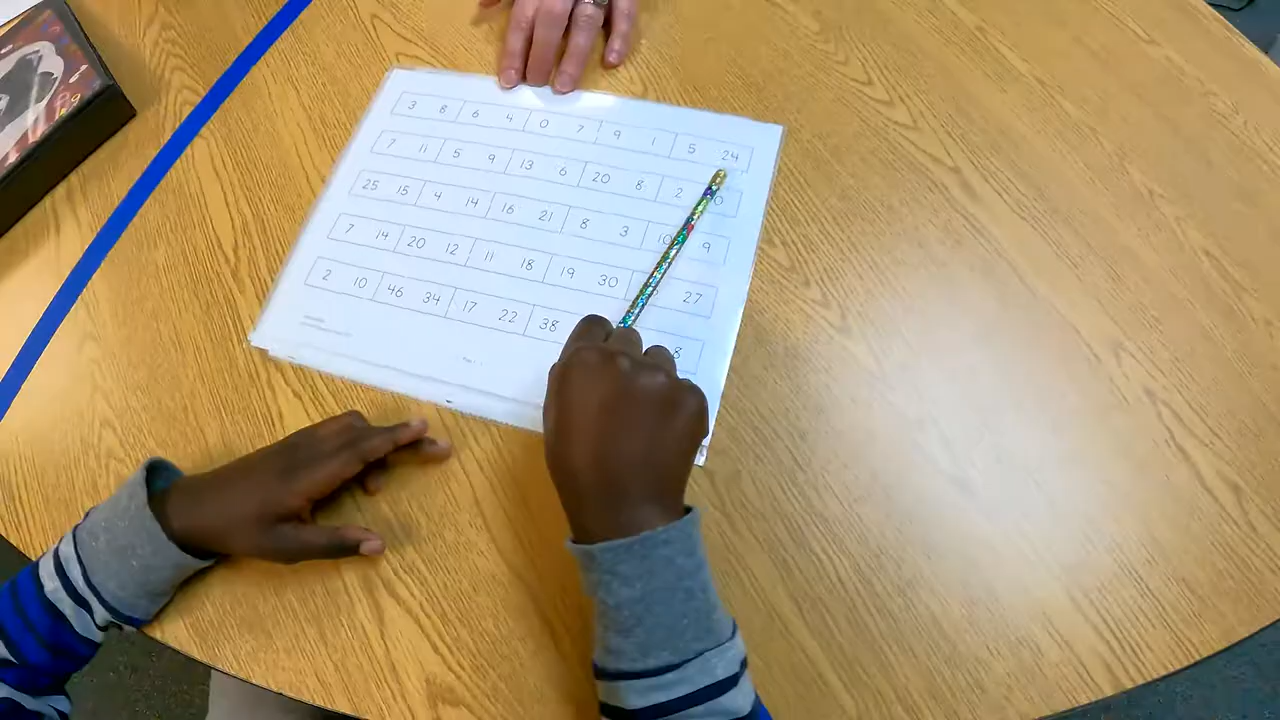 3 8 6 4 0 7 9 1 5 24
7 11 5 9 13 6 20 8 2 0
25 15 4 14 16 21 8 3 10 9
7 14 20 12 11 18 19 30 27
2 10 46 34 17 22 38 8